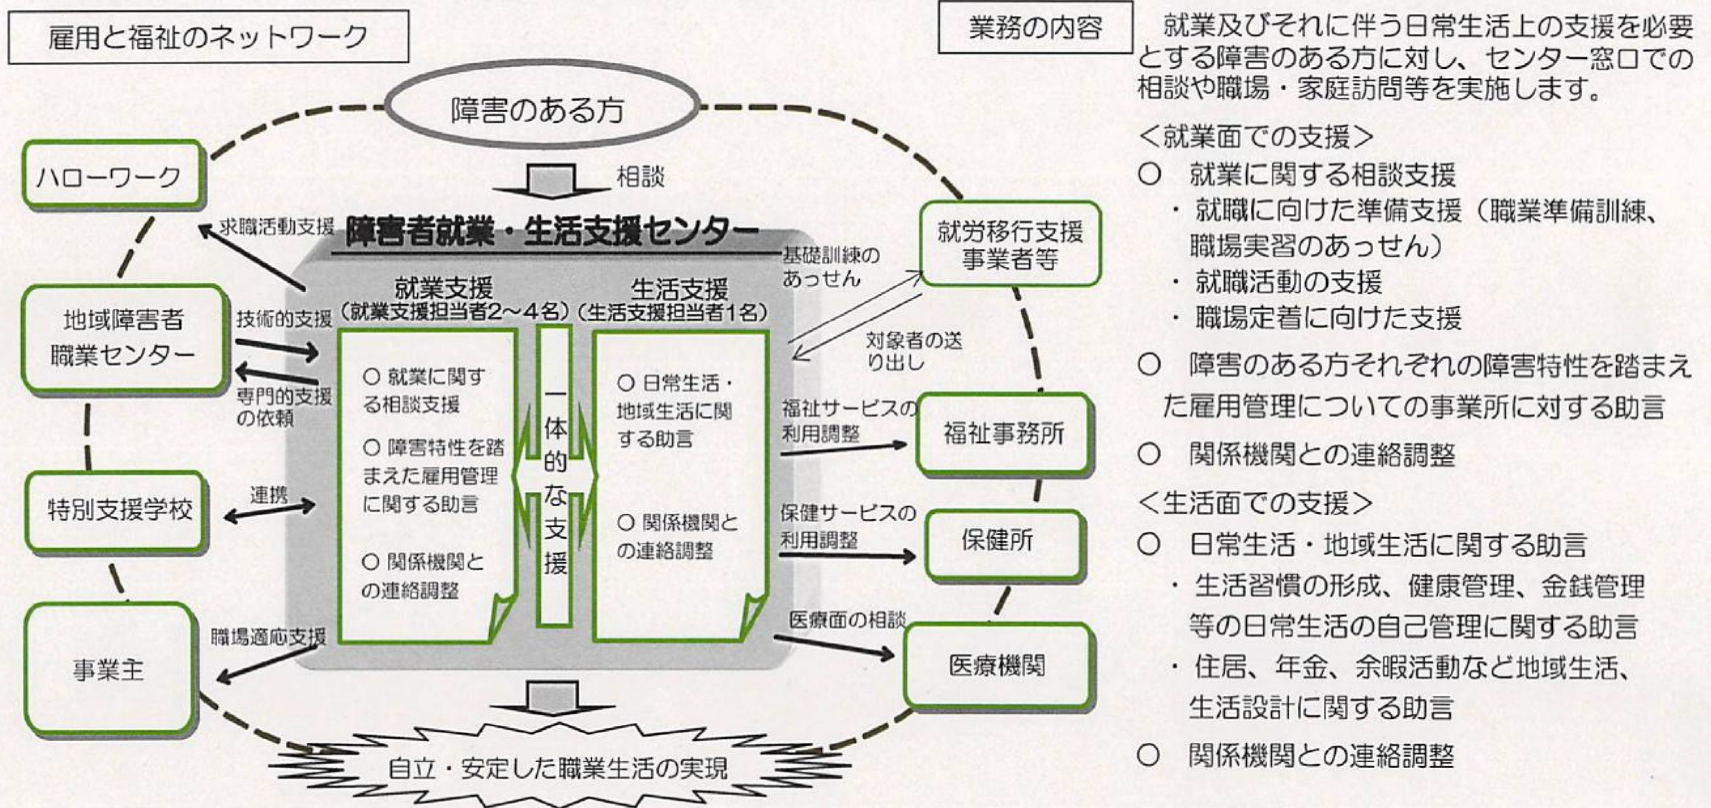 雇用と福祉のネットワーク
障害のある方
相談
ハローワーク
求職活動支援
地域障害者
職業センター
技術的支援
専門的支援
の依頼
特別支援学校
連携
事業主
職場適応支援
障害者就業・生活支援センター
就業支援
(就業支援担当者2〜4名)
○ 就業に関す
る相談支援
○ 障害特性を踏
まえた雇用管理
に関する助言
○ 関係機関と
の連絡調整
一体的な支援
生活支援
(生活支援担当者1名)
○ 日常生活・
地域生活に関
する助言
○ 関係機関と
の連絡調整
基礎訓練の
あっせん
対象者の送
り出し
就労移行支援
事業者等
福祉サービスの
利用調整
福祉事務所
保健サービスの
利用調整
保健所
医療面の相談
医療機関
自立・安定した職業生活の実現
業務の内容
就業及びそれに伴う日常生活上の支援を必要
とする障害のある方に対し、センター窓口での
相談や職場・家庭訪問等を実施します。
<就業面での支援>
○ 就業に関する相談支援
・就職に向けた準備支援(職業準備訓練、
職場実習のあっせん)
・就職活動の支援
・職場定着に向けた支援
○ 障害のある方それぞれの障害特性を踏まえ
た雇用管理についての事業所に対する助言
○ 関係機関との連絡調整
<生活面での支援>
○ 日常生活・地域生活に関する助言
・生活習慣の形成、健康管理、金銭管理
等の日常生活の自己管理に関する助言
・住居、年金、余暇活動など地域生活、
生活設計に関する助言
○ 関係機関との連絡調整